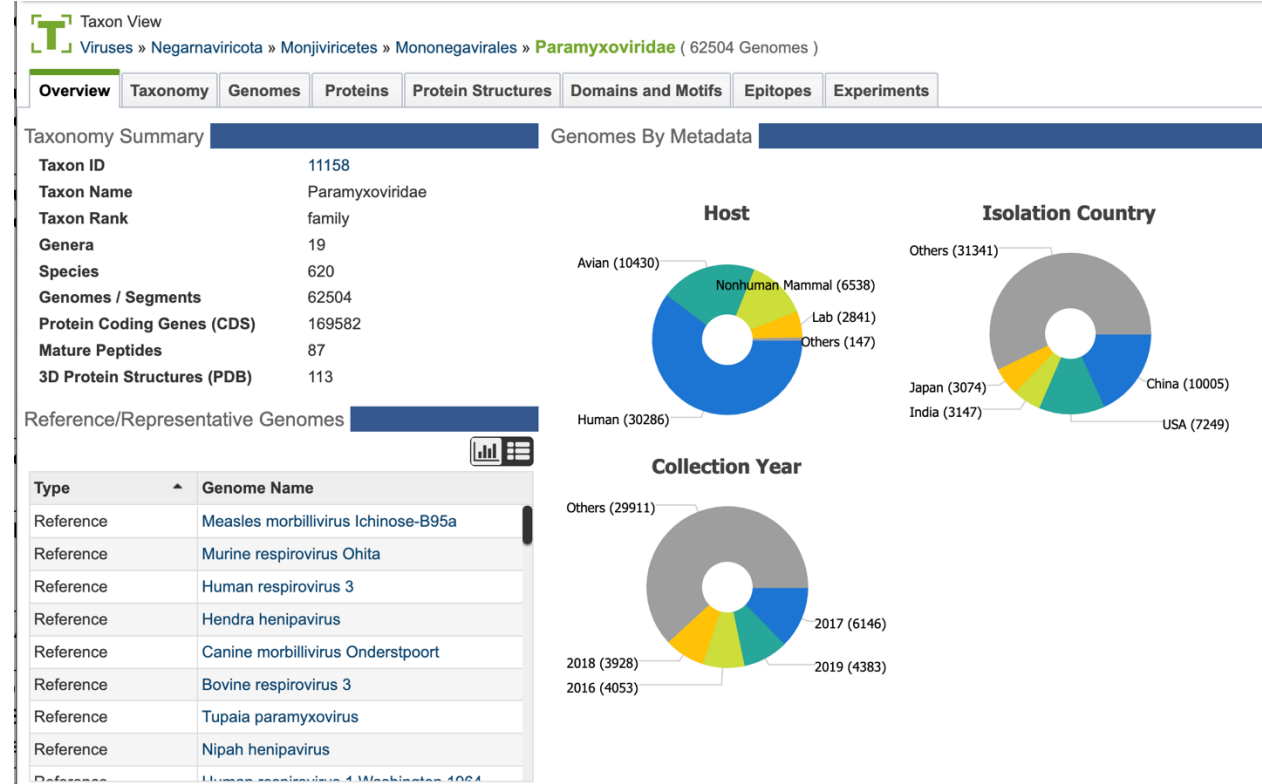 Taxon View
Viruses » Negarnaviricota » Monjiviricetes » Mononegavirales » Paramyxoviridae ( 62504 Genomes )
Overview Taxonomy Genomes Proteins Protein Structures Domains and Motifs Epitopes Experiments
Taxonomy Summary
Taxon ID 11158
Taxon Name Paramyxoviridae
Taxon Rank family
Genera 19
Species 620
Genomes / Segments 62504
Protein Coding Genes (CDS) 169582
Mature Peptides 87
3D Protein Structures (PDB) 113
Reference/Representative Genomes
Type Genome Name
Reference Measles morbillivirus Ichinose-B95a
Reference Murine respirovirus Ohita
Reference Human respirovirus 3
Reference Hendra henipavirus
Reference Canine morbillivirus Onderstpoort
Reference Bovine respirovirus 3
Reference Tupaia paramyxovirus
Reference Nipah henipavirus
Reference Human respirovirus 1 Washington 1964
Genomes By Metadata
Host
Avian (10430)
Nonhuman Mammal (6538)
Lab (2841)
Others (147)
Human (30286)
Isolation Country
Others (31341)
China (10005)
Japan (3074)
India (3147)
USA (7249)
Collection Year
Others (29911)
2017 (6146)
2018 (3928)
2019 (4383)
2016 (4053)